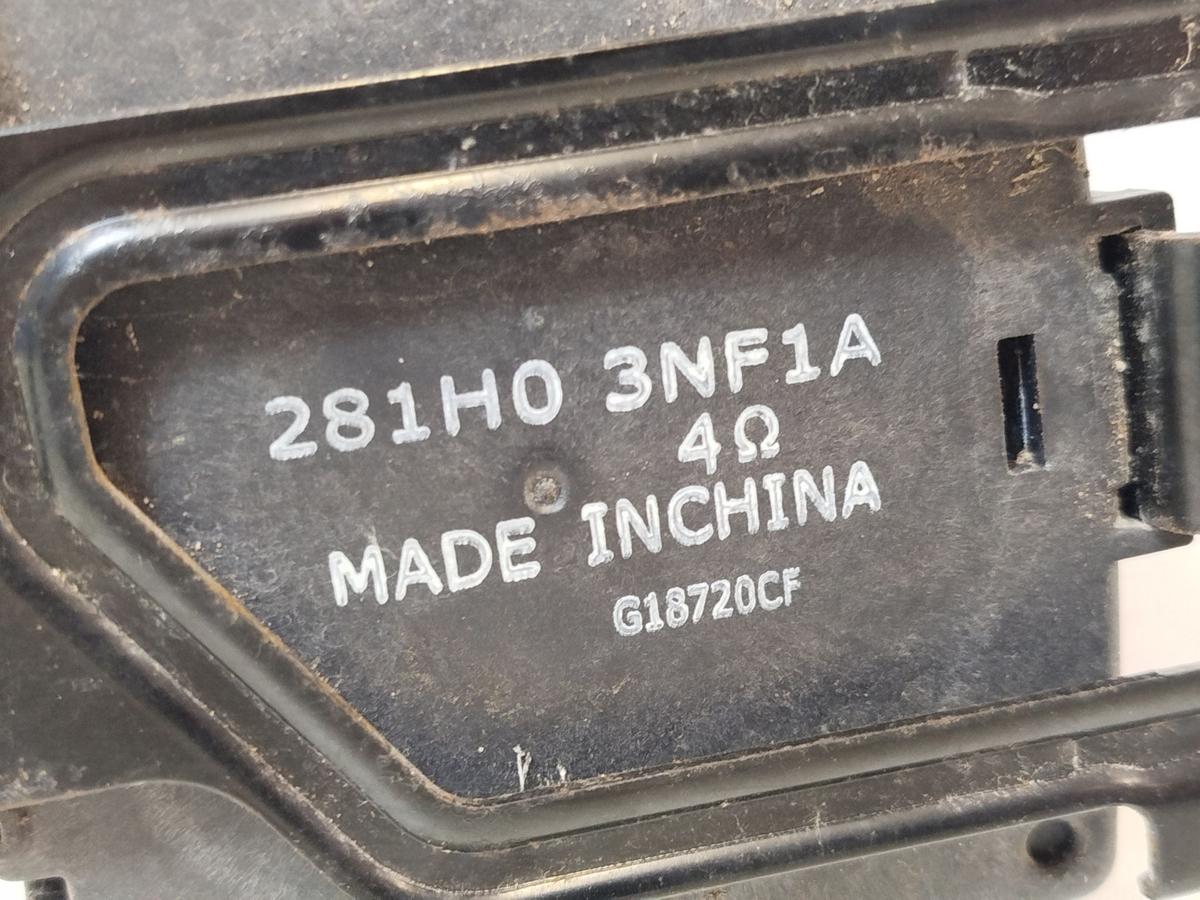 281H0 3NF1A
4Ω
MADE INCHINA
G18720CF